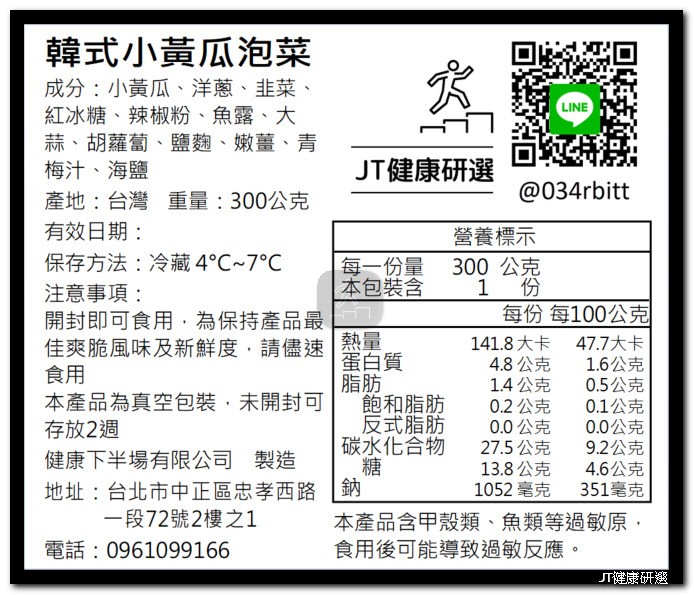 韓式小黃瓜泡菜
成分：小黃瓜、洋蔥、韭菜、
紅冰糖、辣椒粉、魚露、大
蒜、胡蘿蔔、鹽麴、嫩薑、青
梅汁、海鹽
產地：台灣　重量：300公克
有效日期：
保存方法：冷藏 4°C~7°C
注意事項：
開封即可食用，為保持產品最
佳爽脆風味及新鮮度，請儘速
食用
本產品為真空包裝，未開封可
存放2週
健康下半場有限公司　製造
地址：台北市中正區忠孝西路
一段72號2樓之1
電話：0961099166
JT健康研選
LINE
@034rbitt
營養標示
每一份量 300 公克
本包裝含 1 份
每份 每100公克
熱量 141.8 大卡 47.7大卡
蛋白質 4.8 公克 1.6公克
脂肪 1.4 公克 0.5公克
飽和脂肪 0.2 公克 0.1公克
反式脂肪 0.0 公克 0.0公克
碳水化合物 27.5 公克 9.2公克
糖 13.8 公克 4.6公克
鈉 1052 毫克 351毫克
本產品含甲殼類、魚類等過敏原，
食用後可能導致過敏反應。
JT健康研選